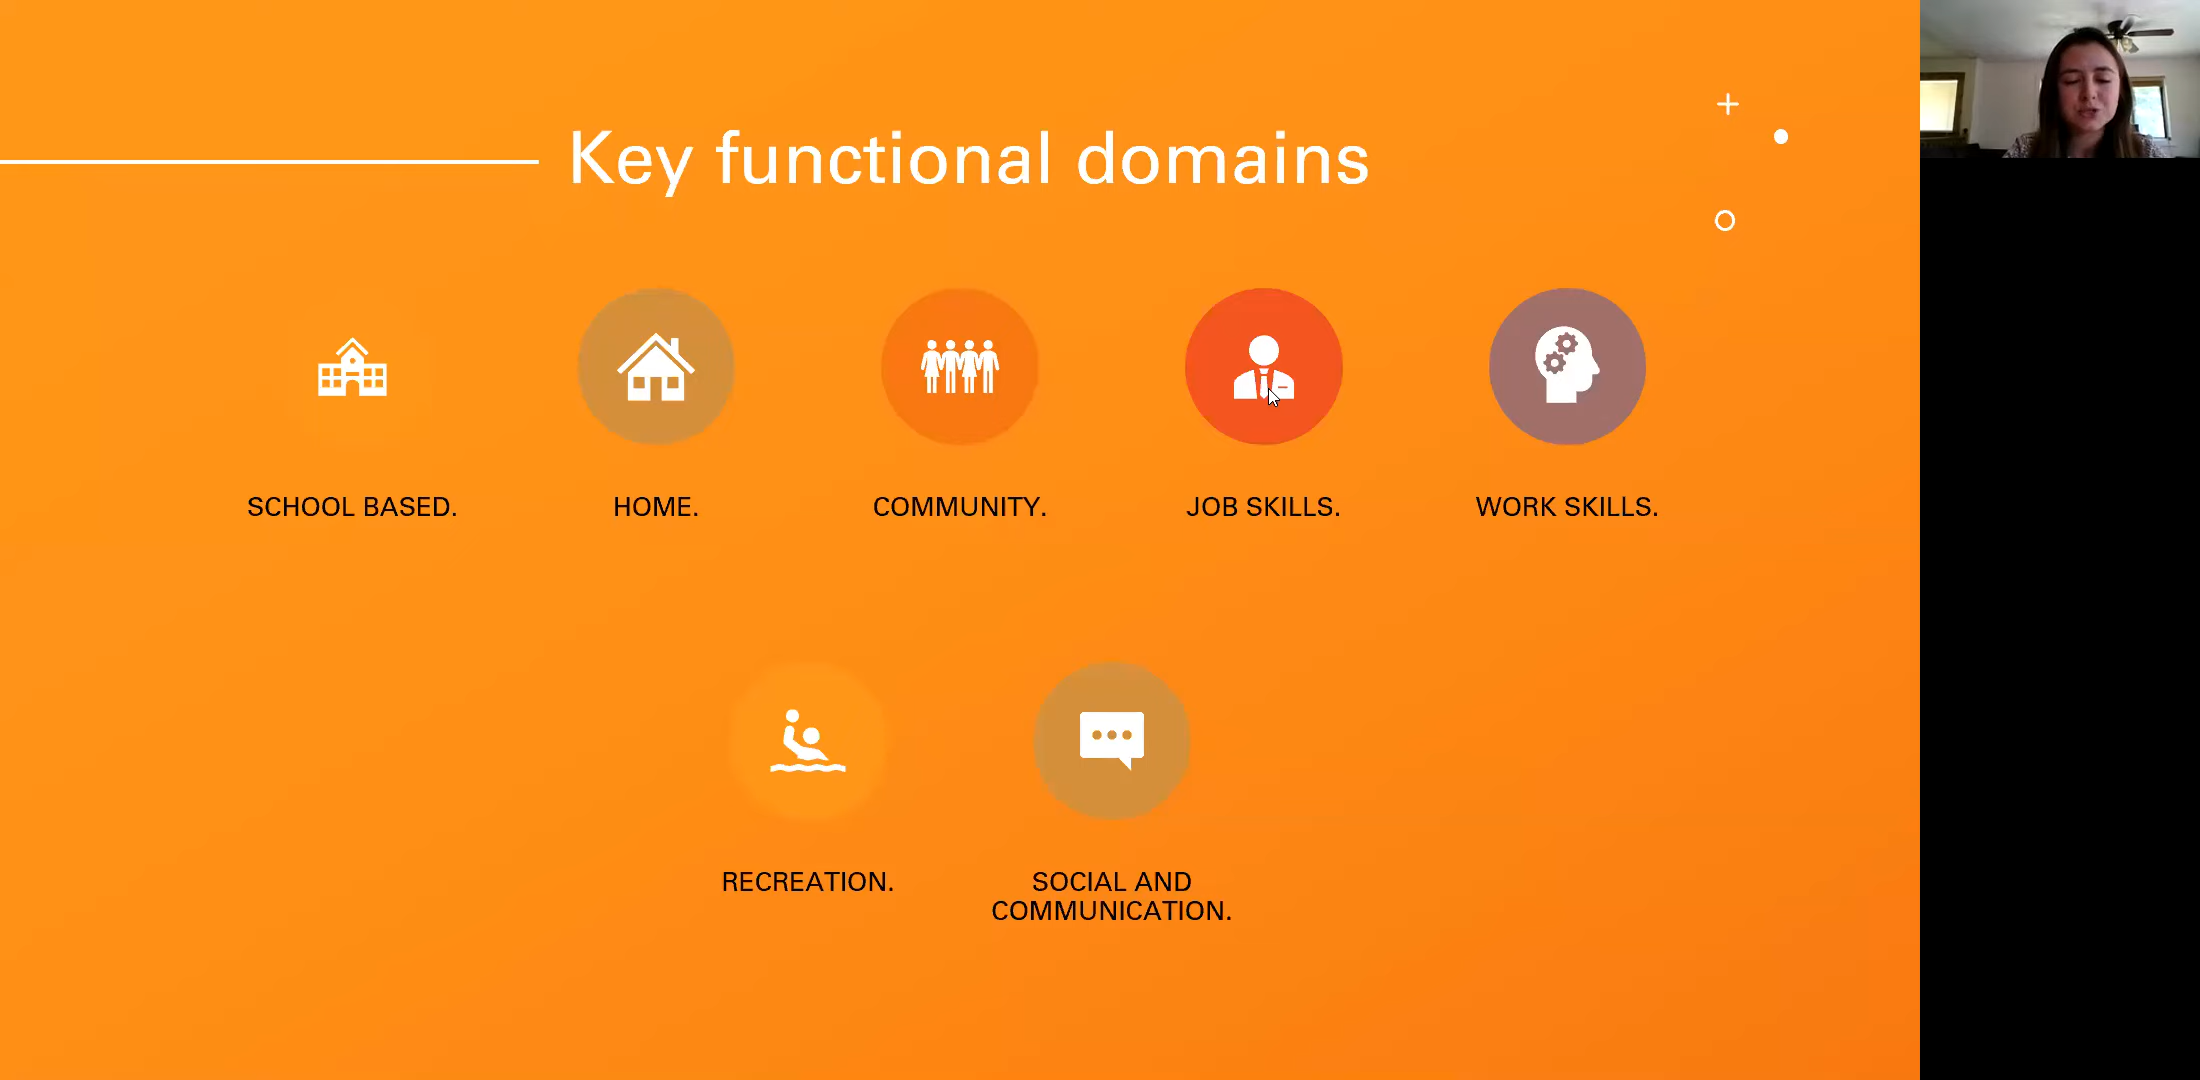 Key functional domains
SCHOOL BASED.
HOME.
COMMUNITY.
JOB SKILLS.
WORK SKILLS.
RECREATION.
SOCIAL AND
COMMUNICATION.